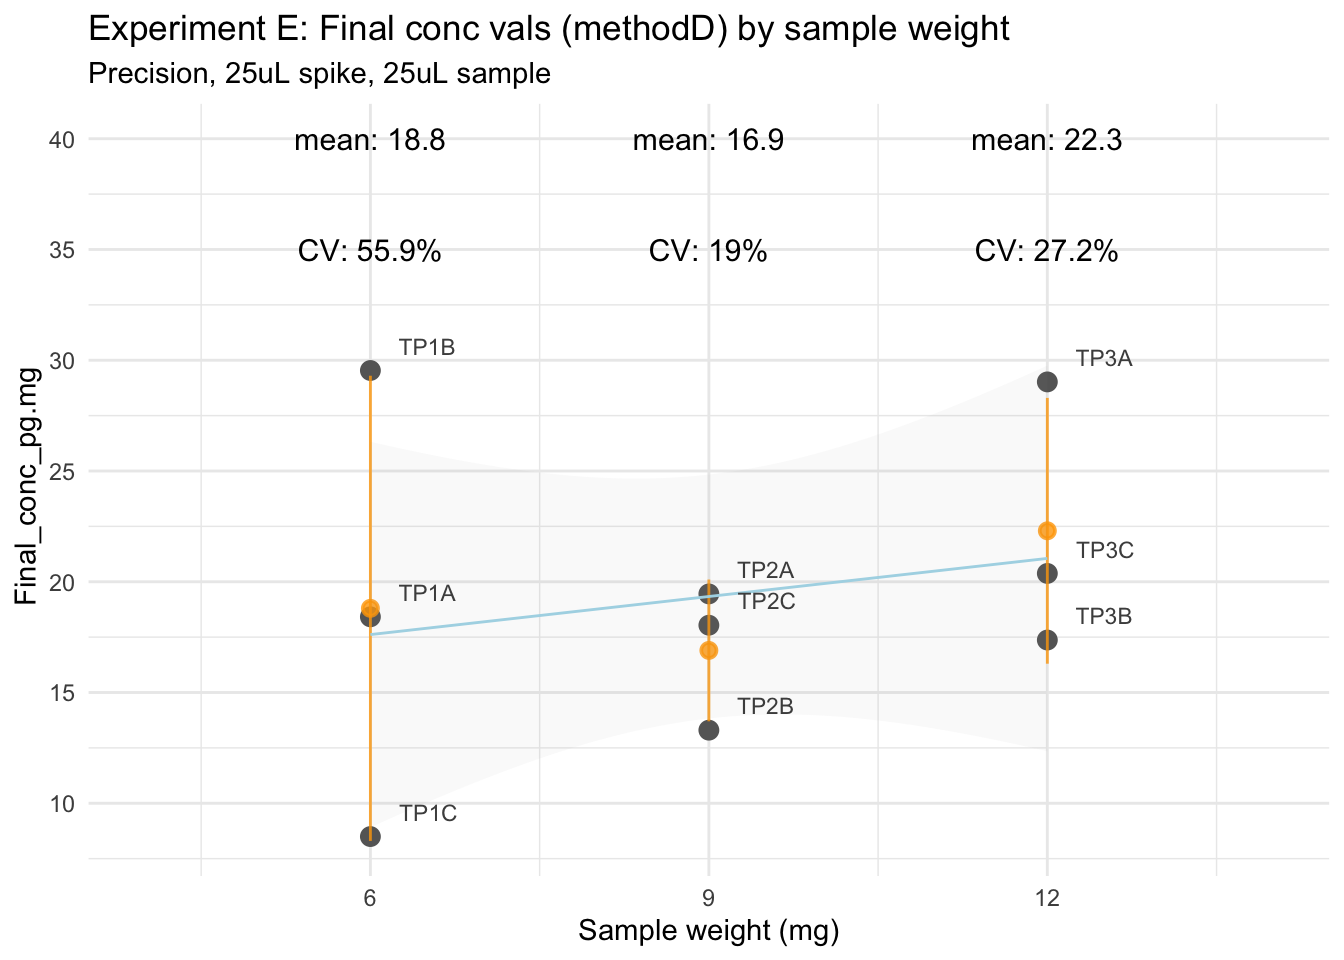 Experiment E: Final conc vals (methodD) by sample weight
Precision, 25uL spike, 25uL sample
40
mean: 18.8
mean: 16.9
mean: 22.3
35
CV: 55.9%
CV: 19%
CV: 27.2%
30
TP1B
TP3A
25
20
TP1A
TP2A
TP2C
TP3C
TP3B
15
TP2B
10
TP1C
Final_conc_pg.mg
6
9
12
Sample weight (mg)